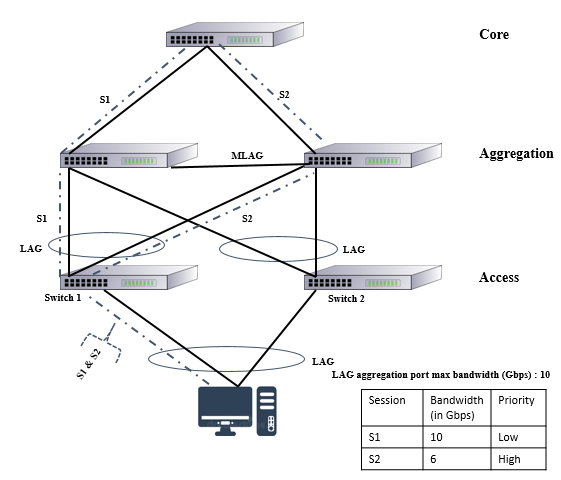 Core
S1
S2
MLAG
Aggregation
S1
S2
LAG
LAG
Access
Switch 1
Switch 2
S1 & S2
LAG
LAG aggregation port max bandwidth (Gbps) : 10
Session Bandwidth (in Gbps) Priority
S1 10 Low
S2 6 High